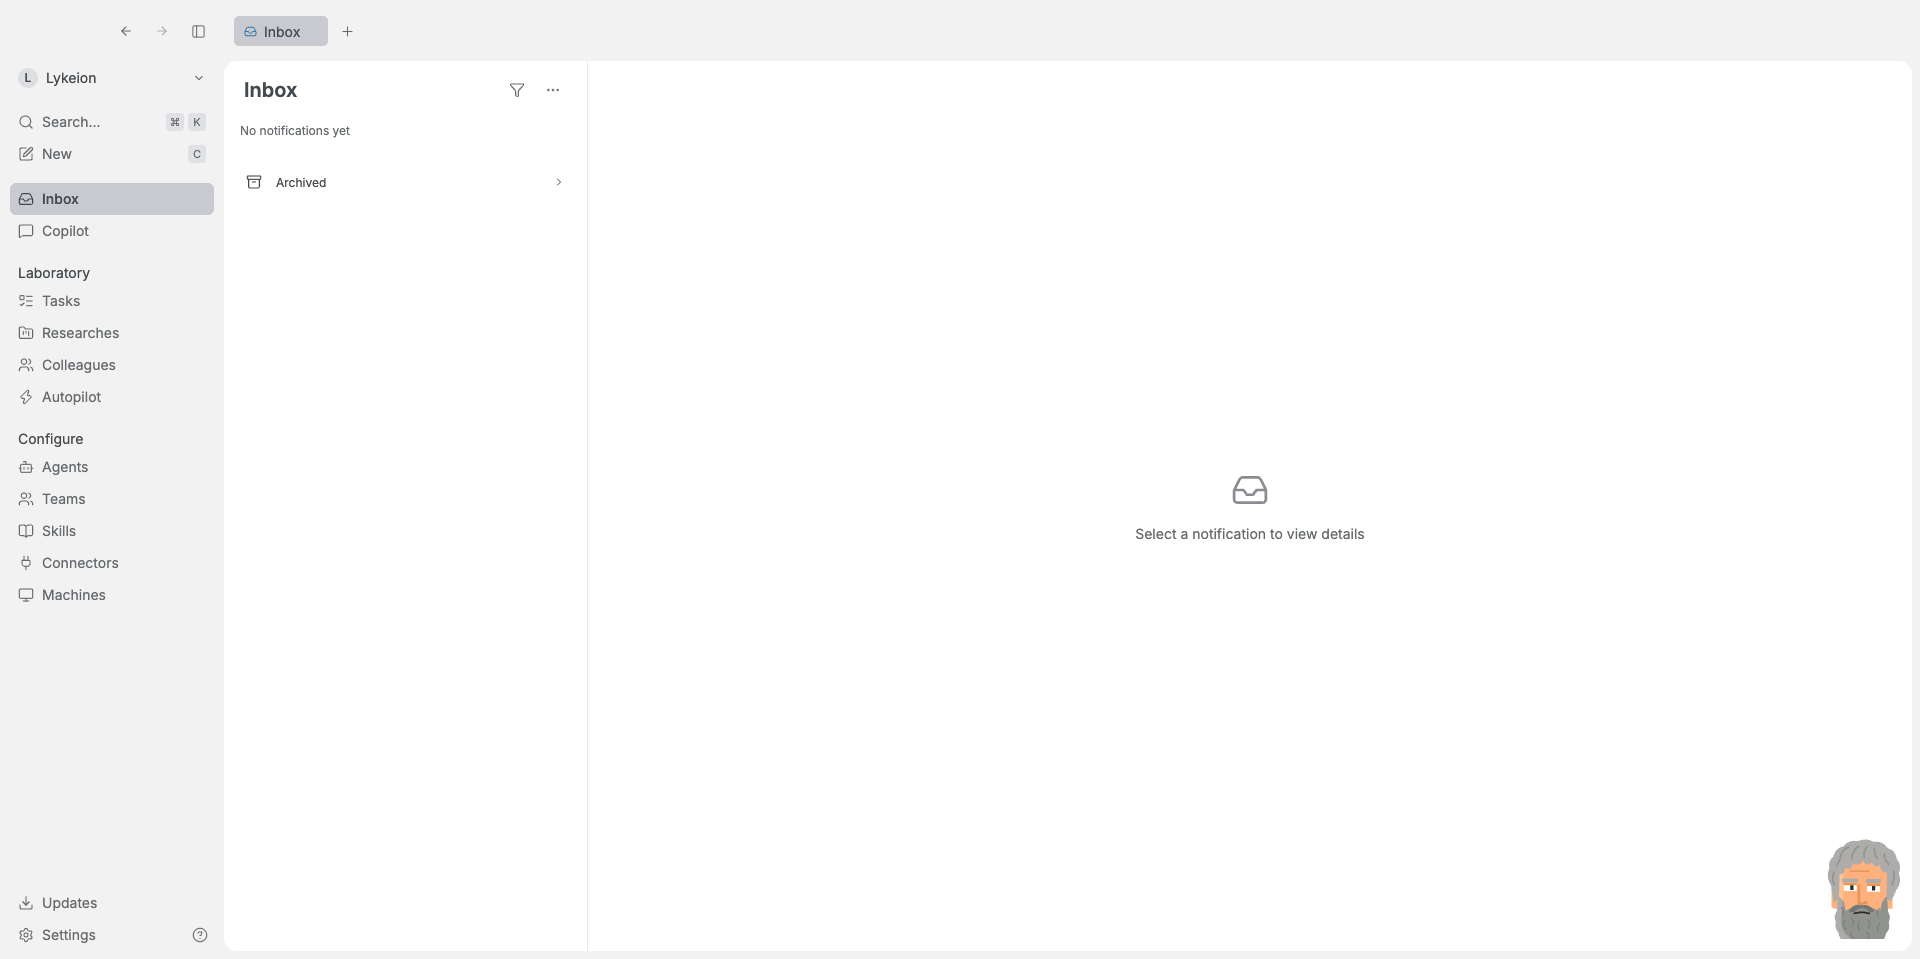 Inbox
L Lykeion
Search... ⌘ K
New C
Inbox
Copilot
Laboratory
Tasks
Researches
Colleagues
Autopilot
Configure
Agents
Teams
Skills
Connectors
Machines
Updates
Settings
Inbox
No notifications yet
Archived
Select a notification to view details